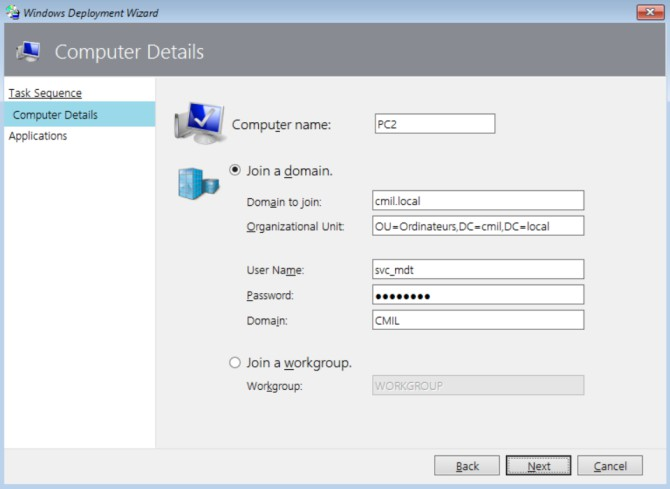 Windows Deployment Wizard
Computer Details
Task Sequence
Computer Details
Applications
Computer name: PC2
Join a domain.
Domain to join: cmil.local
Organizational Unit: OU=Ordinateurs,DC=cmil,DC=local
User Name: svc_mdt
Password: ●●●●●●●●
Domain: CMIL
Join a workgroup.
Workgroup: WORKGROUP
Back Next Cancel